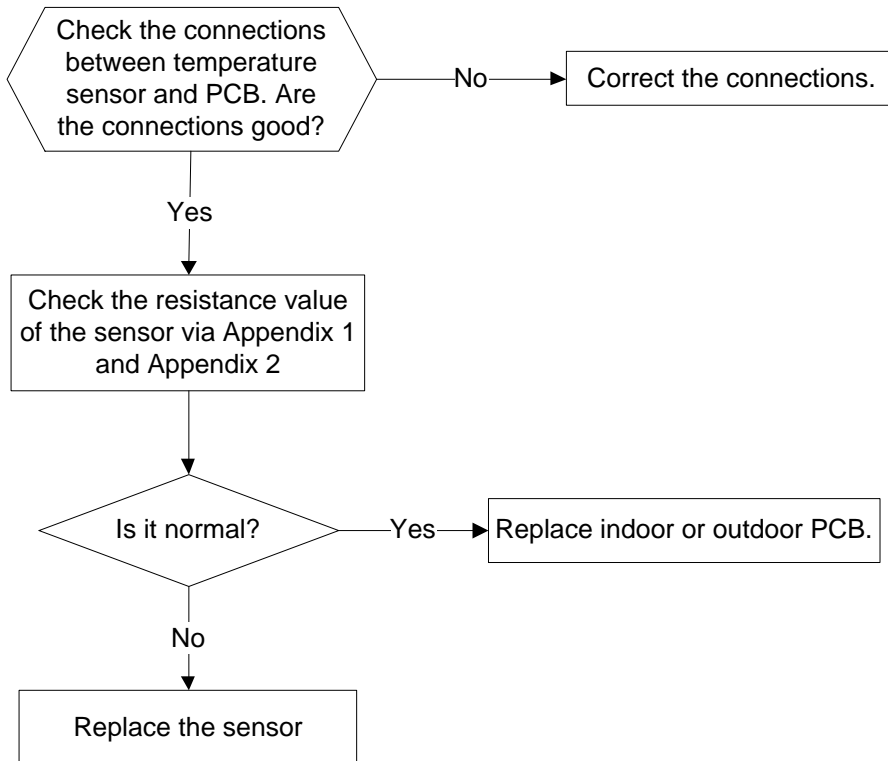 Check the connections
between temperature
sensor and PCB. Are
the connections good?
No
Correct the connections.
Yes
Check the resistance value
of the sensor via Appendix 1
and Appendix 2
Is it normal?
Yes
Replace indoor or outdoor PCB.
No
Replace the sensor